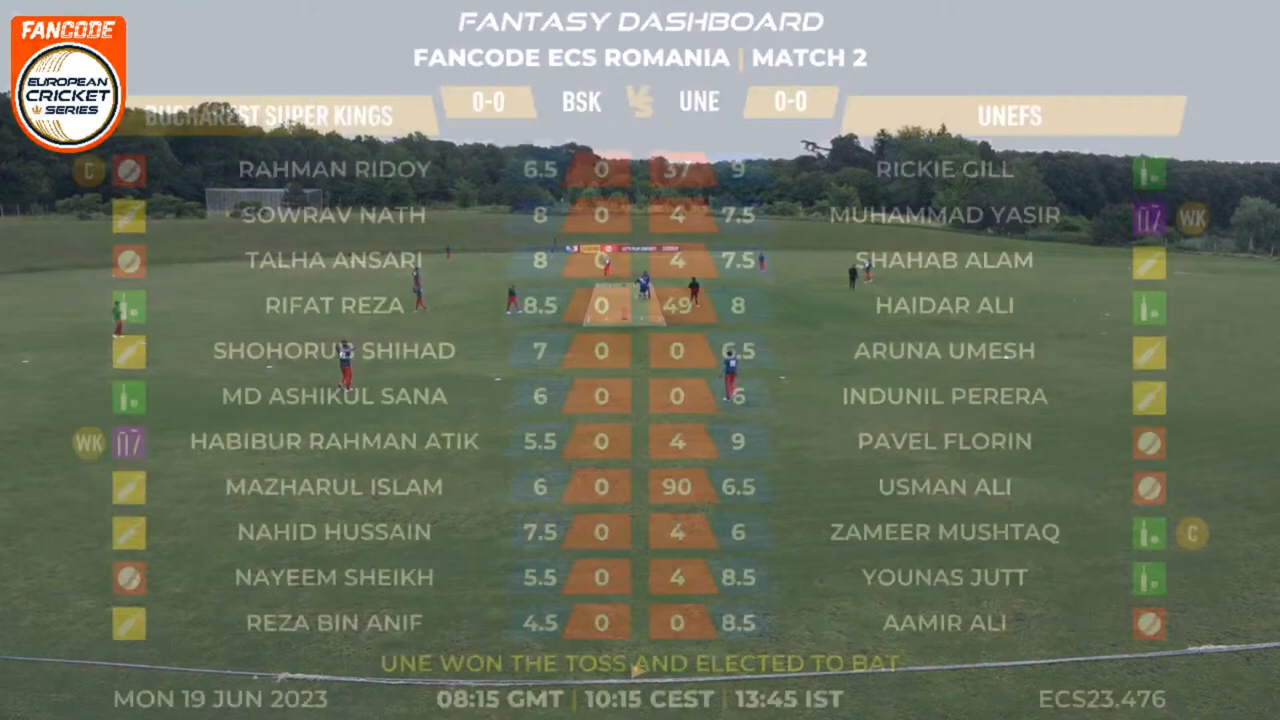 FANTASY DASHBOARD
FANCODE
EUROPEAN CRICKET SERIES
FANCODE ECS ROMANIA | MATCH 2
0-0 BSK VS UNE 0-0
BUCHAREST SUPER KINGS UNEFS
C RAHMAN RIDOY 6.5 0 37 9 RICKIE GILL
SOWRAV NATH 8 0 4 7.5 MUHAMMAD YASIR WK
TALHA ANSARI 8 0 4 7.5 SHAHAB ALAM
RIFAT REZA 8.5 0 49 8 HAIDAR ALI
SHOHORUL SHIHAD 7 0 0 6.5 ARUNA UMESH
MD ASHIKUL SANA 6 0 0 6 INDUNIL PERERA
WK HABIBUR RAHMAN ATIK 5.5 0 4 9 PAVEL FLORIN
MAZHARUL ISLAM 6 0 90 6.5 USMAN ALI
NAHID HUSSAIN 7.5 0 4 6 ZAMEER MUSHTAQ C
NAYEEM SHEIKH 5.5 0 4 8.5 YOUNAS JUTT
REZA BIN ANIF 4.5 0 0 8.5 AAMIR ALI
UNE WON THE TOSS AND ELECTED TO BAT
MON 19 JUN 2023 08:15 GMT | 10:15 CEST | 13:45 IST ECS23.476